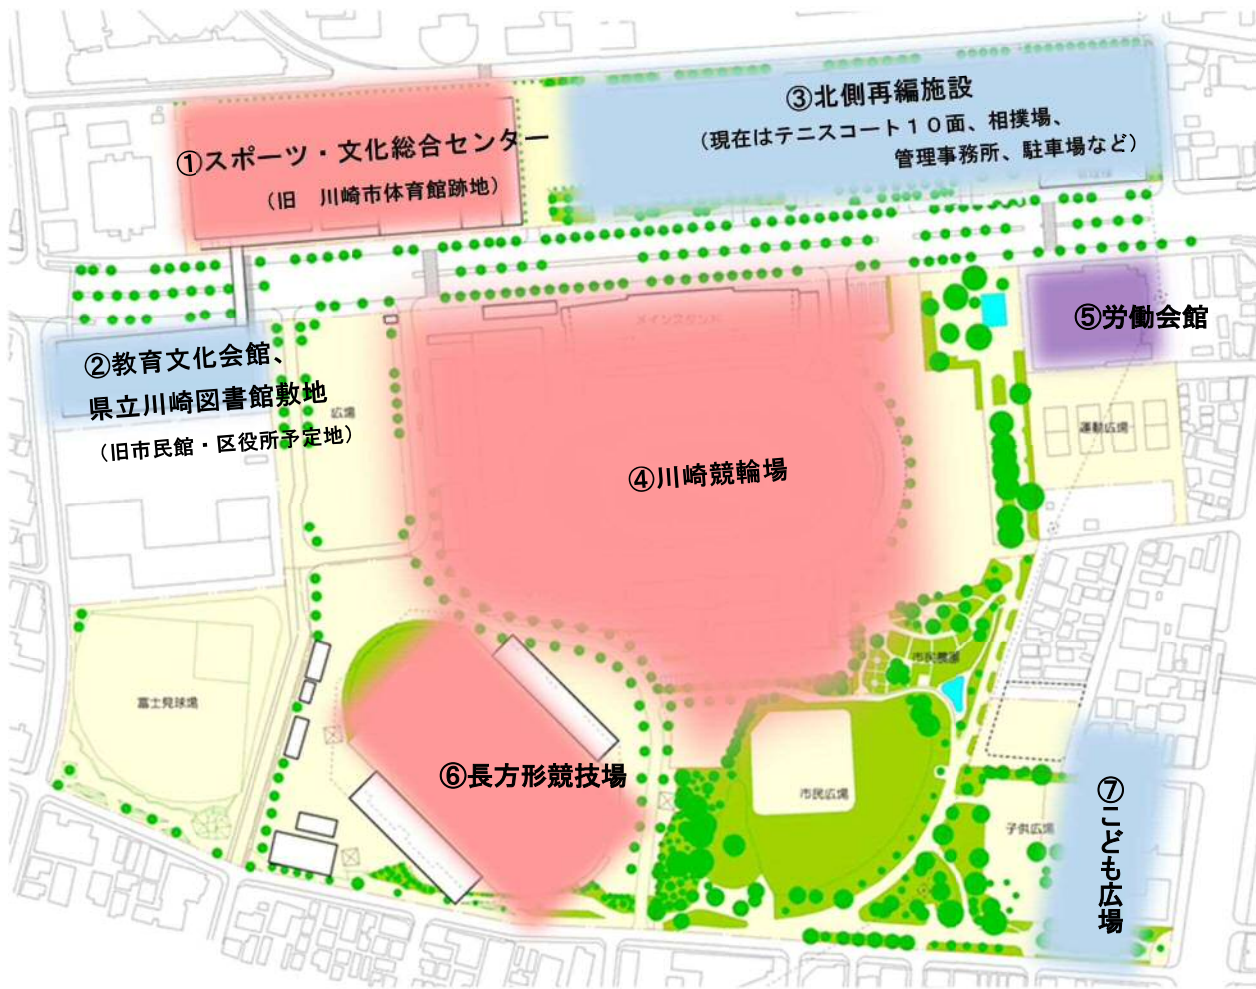 ①スポーツ・文化総合センター
(旧　川崎市体育館跡地)
③北側再編施設
(現在はテニスコート１０面、相撲場、
管理事務所、駐車場など)
②教育文化会館、
県立川崎図書館敷地
(旧市民館・区役所予定地)
広場
メインスタンド
④川崎競輪場
⑤労働会館
運動広場
市民農園
富士見球場
⑥長方形競技場
市民広場
子供広場
⑦こども広場